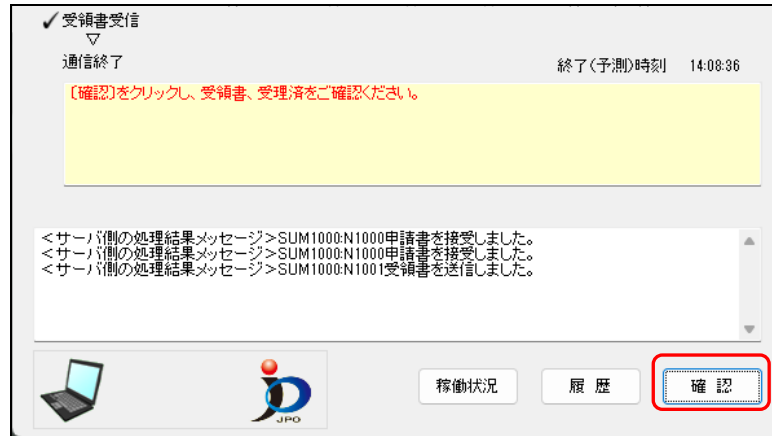 ✓受領書受信
▽
通信終了
終了(予測)時刻 14:08:36
〔確認〕をクリックし、受領書、受理済をご確認ください。
<サーバ側の処理結果メッセージ>SUM1000:N1000申請書を接受しました。
<サーバ側の処理結果メッセージ>SUM1000:N1000申請書を接受しました。
<サーバ側の処理結果メッセージ>SUM1000:N1001受領書を送信しました。
JPO
稼働状況
履 歴
確 認